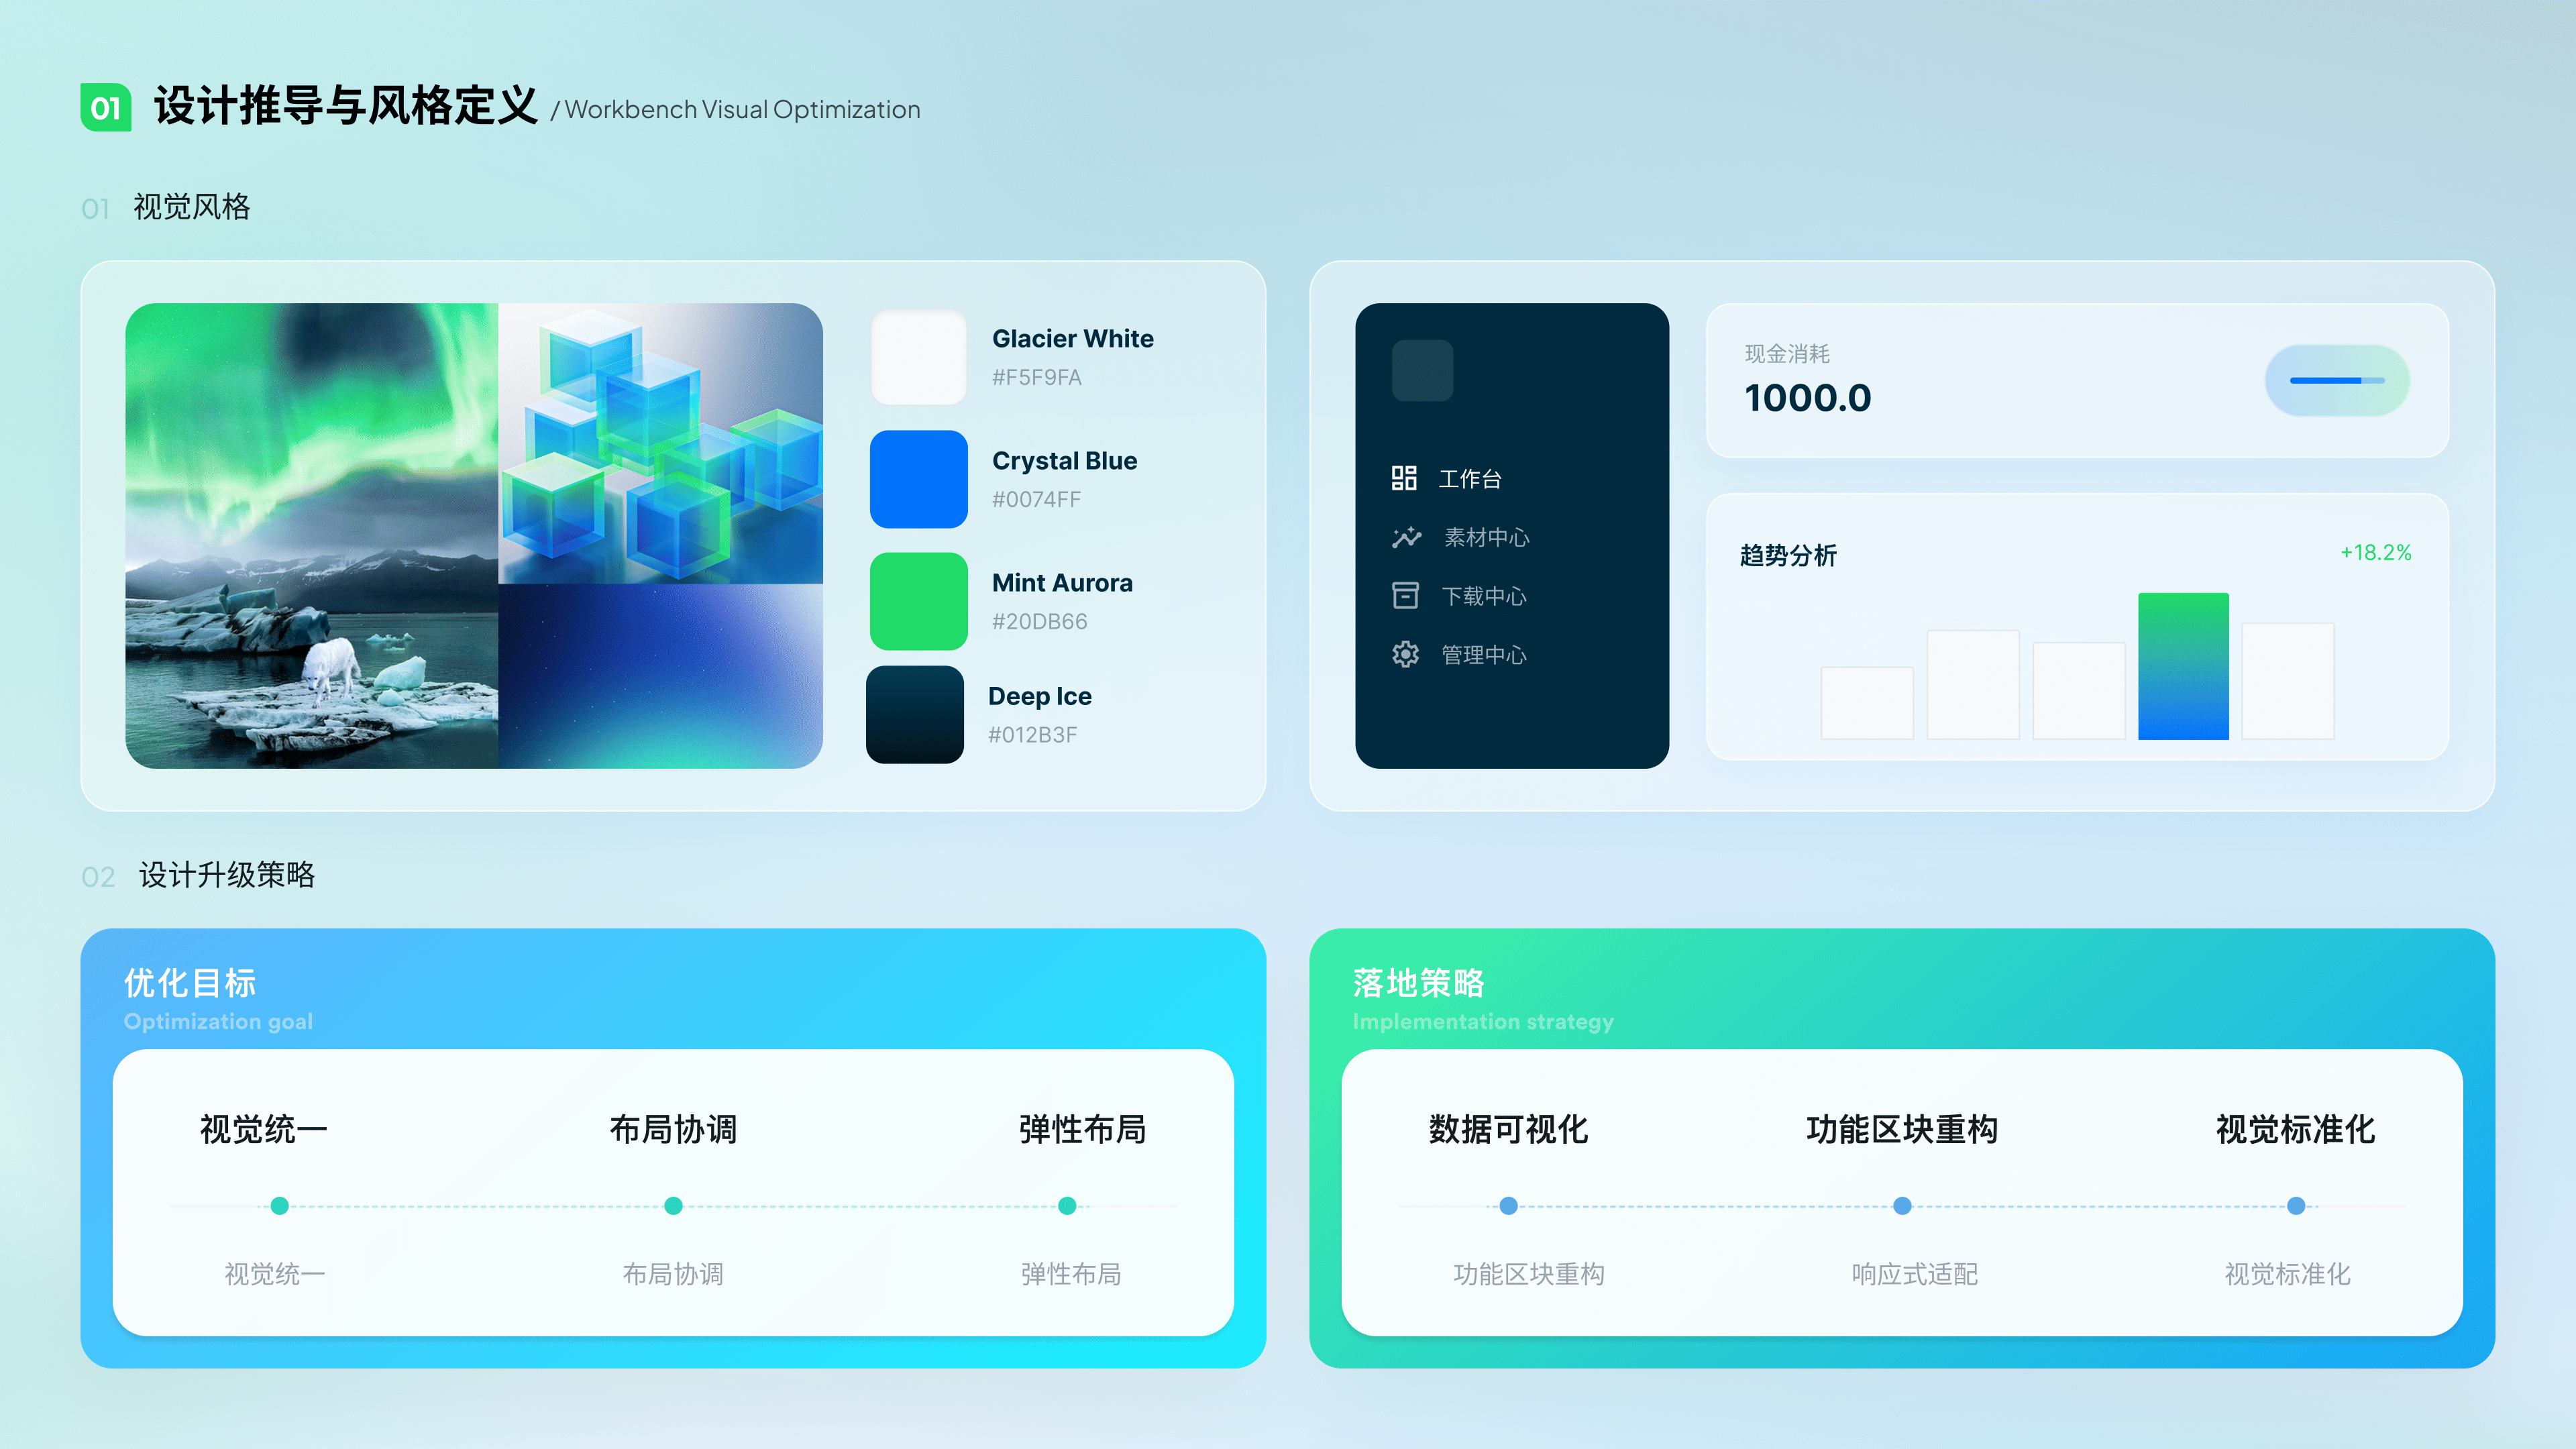 01 设计推导与风格定义 / Workbench Visual Optimization
01 视觉风格
Glacier White
#F5F9FA
Crystal Blue
#0074FF
Mint Aurora
#20DB66
Deep Ice
#012B3F
工作台
素材中心
下载中心
管理中心
现金消耗
1000.0
趋势分析
+18.2%
02 设计升级策略
优化目标
Optimization goal
视觉统一
布局协调
弹性布局
视觉统一
布局协调
弹性布局
落地策略
Implementation strategy
数据可视化
功能区块重构
视觉标准化
功能区块重构
响应式适配
视觉标准化